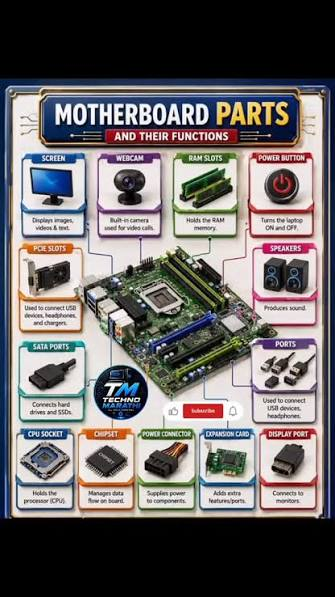 MOTHERBOARD PARTS
AND THEIR FUNCTIONS
SCREEN
Displays images,
videos & text.
WEBCAM
Built-in camera
used for video calls.
RAM SLOTS
Holds the RAM
memory.
POWER BUTTON
Turns the laptop
ON and OFF.
PCIE SLOTS
Used to connect USB
devices, headphones,
and chargers.
SPEAKERS
Produces sound.
SATA PORTS
Connects hard
drives and SSDs.
TM
TECHNO
MARATHI
Subscribe
PORTS
Used to connect
USB devices,
headphones.
CPU SOCKET
Holds the
processor (CPU).
CHIPSET
CHIPSET
Manages data
flow on board.
POWER CONNECTOR
Supplies power
to components.
EXPANSION CARD
Adds extra
features/ports.
DISPLAY PORT
Connects to
monitors.